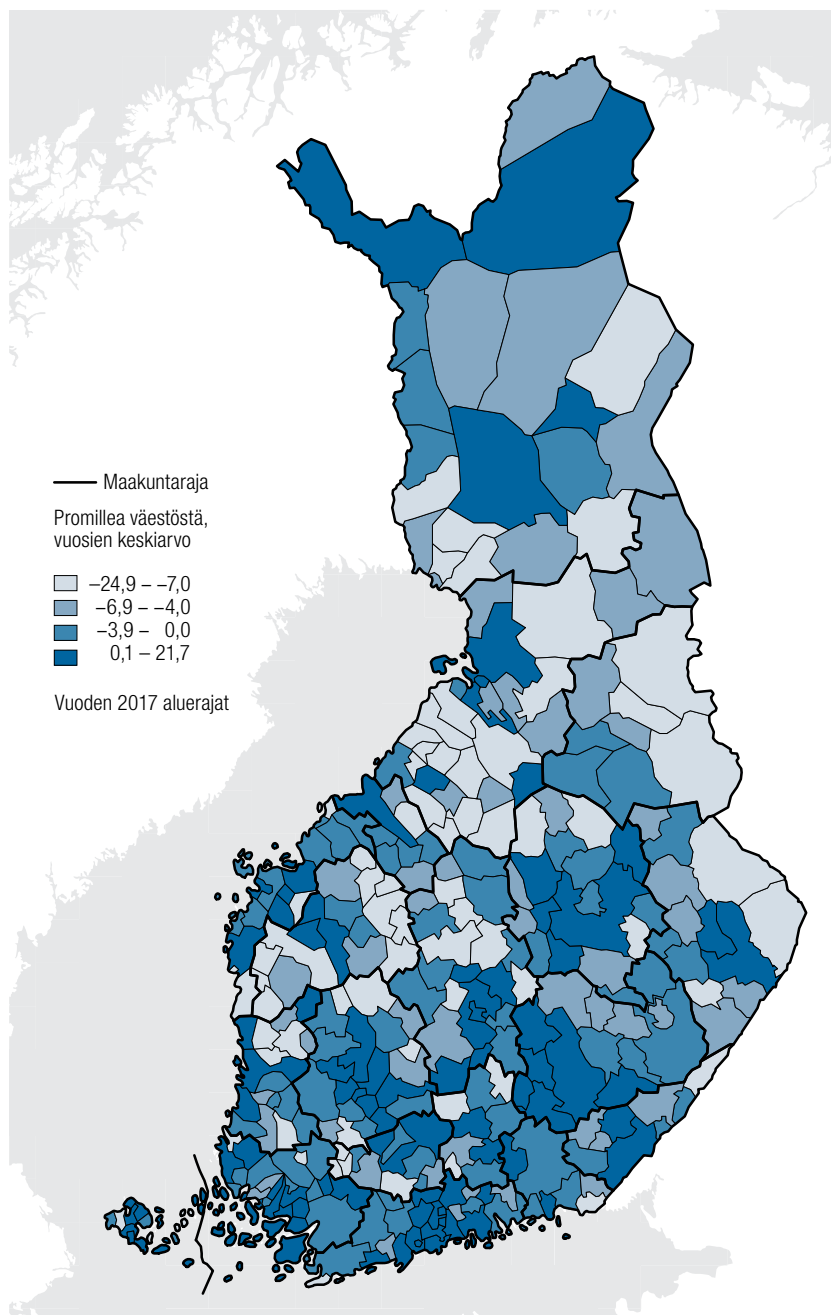 Maakuntaraja
Promillea väestöstä,
vuosien keskiarvo
–24,9 – –7,0
–6,9 – –4,0
–3,9 – 0,0
0,1 – 21,7
Vuoden 2017 aluerajat